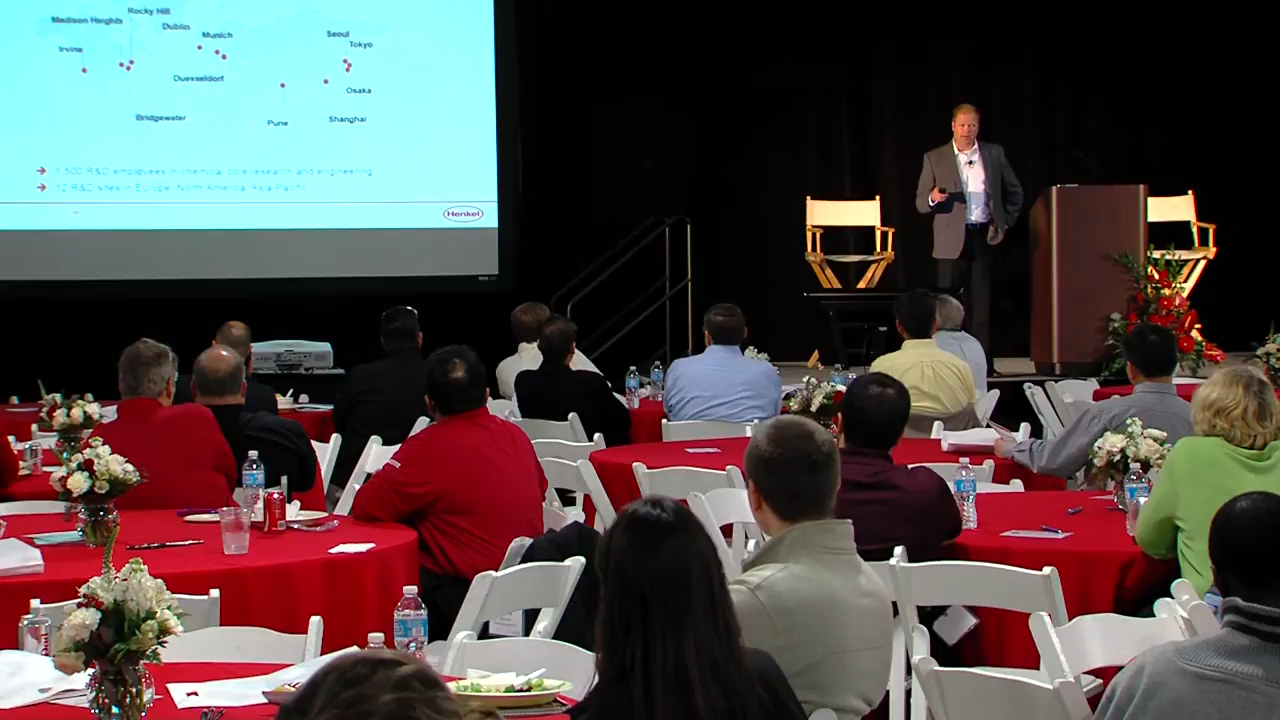 Rocky Hill
Madison Heights
Dublin
Munich
Seoul
Tokyo
Irvine
Duesseldorf
Osaka
Bridgewater
Pune
Shanghai
1,500 R&D employees in chemical core research and engineering
12 R&D sites in Europe, North America, Asia Pacific
Henkel